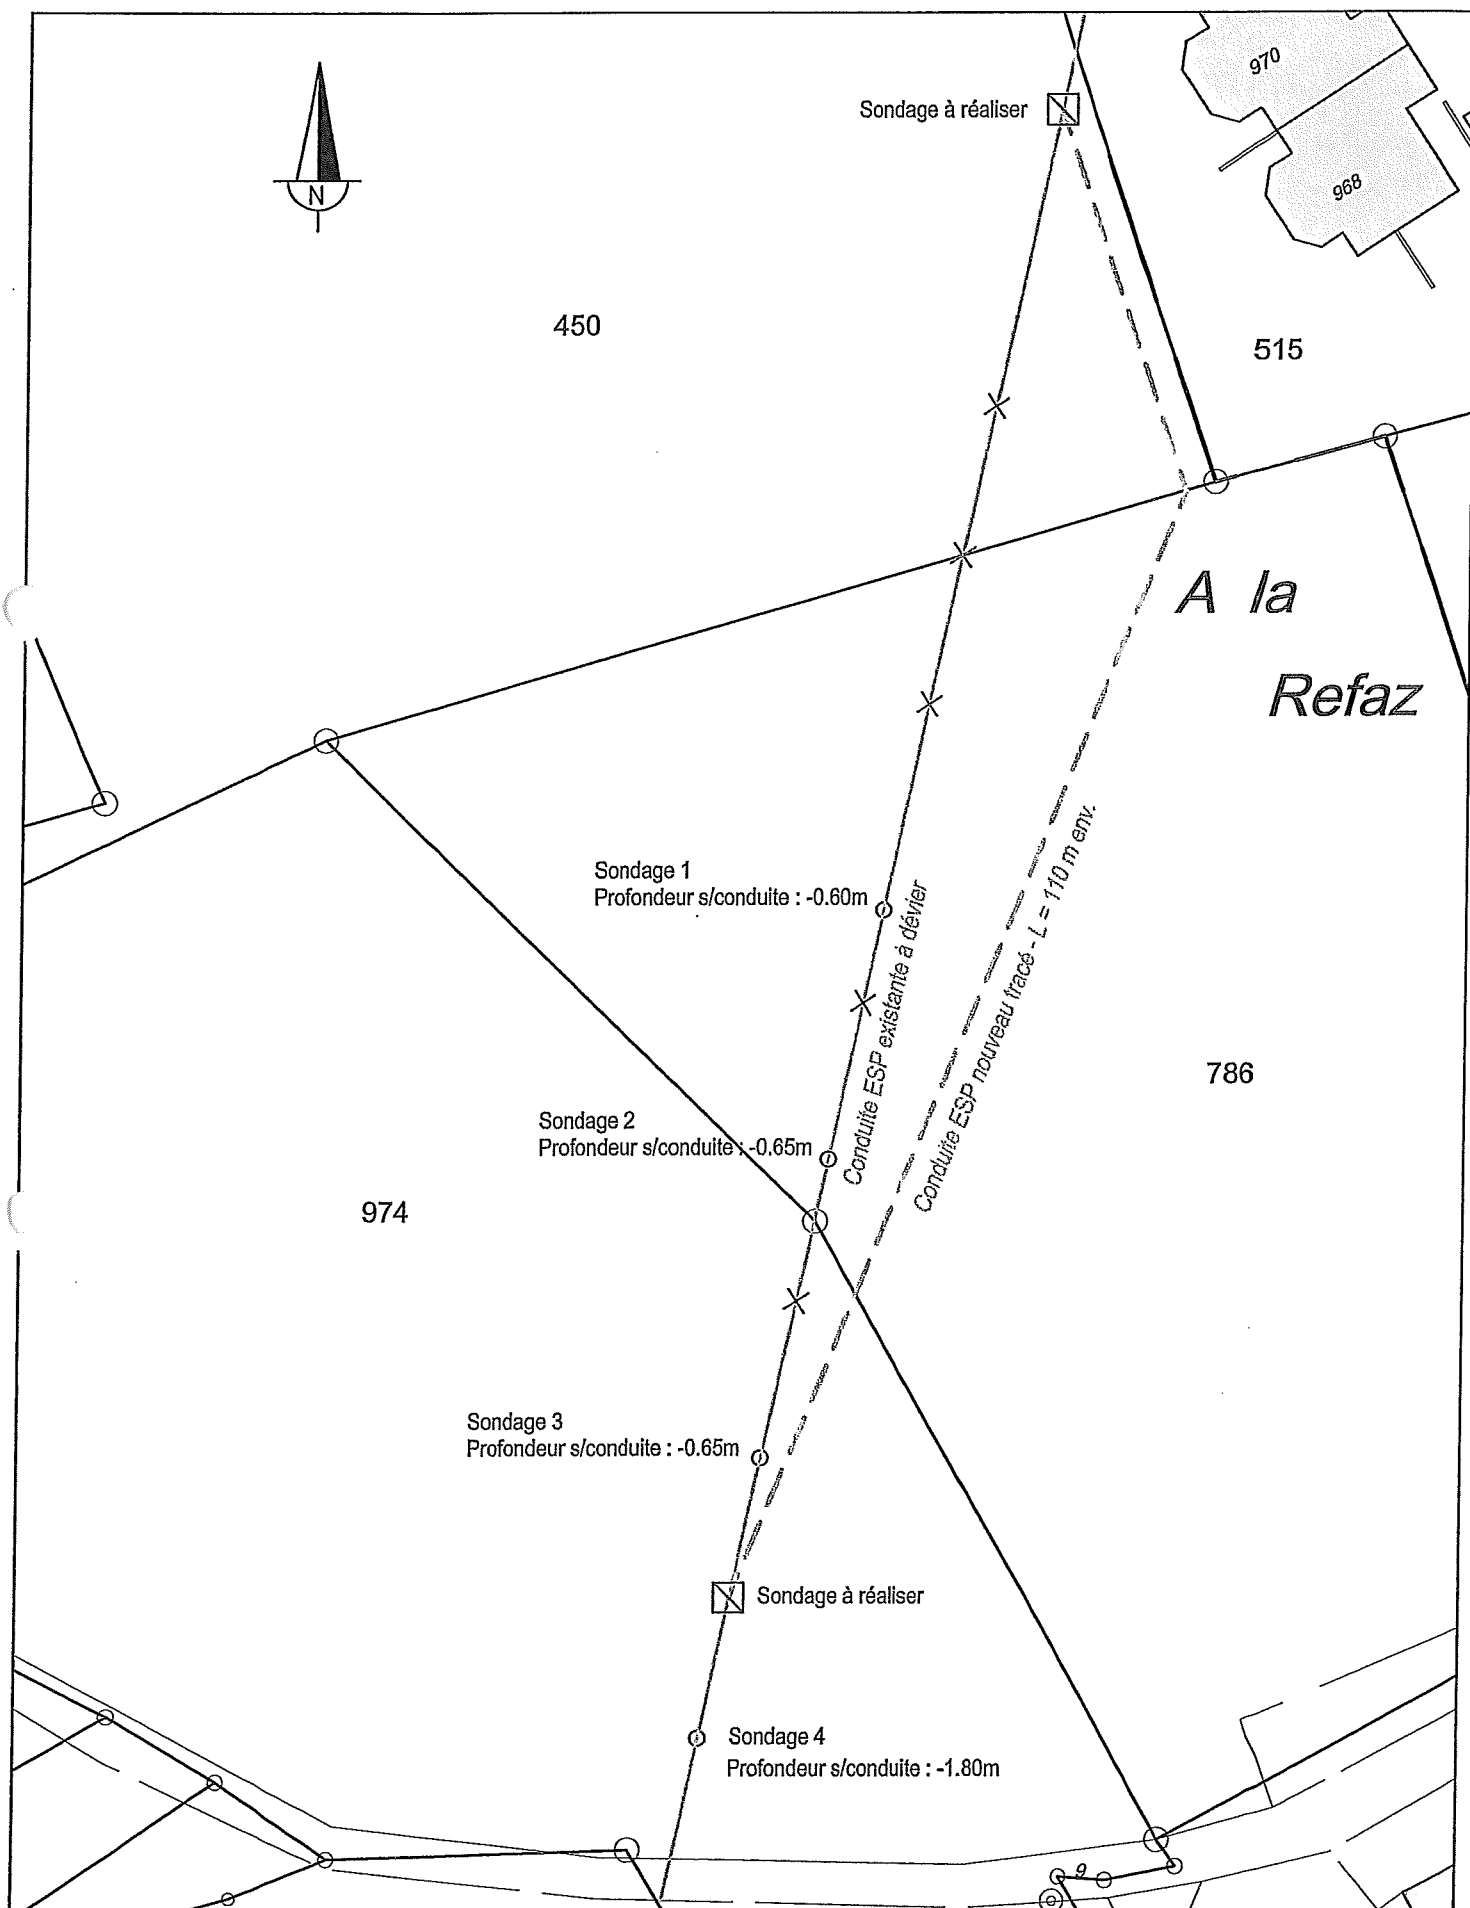 970
Sondage à réaliser
968
N
450
515
A la
Refaz
Sondage 1
Profondeur s/conduite : -0.60m
Conduite ESP existante à dévier
Conduite ESP nouveau tracé - L = 110 m env.
786
Sondage 2
Profondeur s/conduite : -0.65m
974
Sondage 3
Profondeur s/conduite : -0.65m
Sondage à réaliser
Sondage 4
Profondeur s/conduite : -1.80m
9